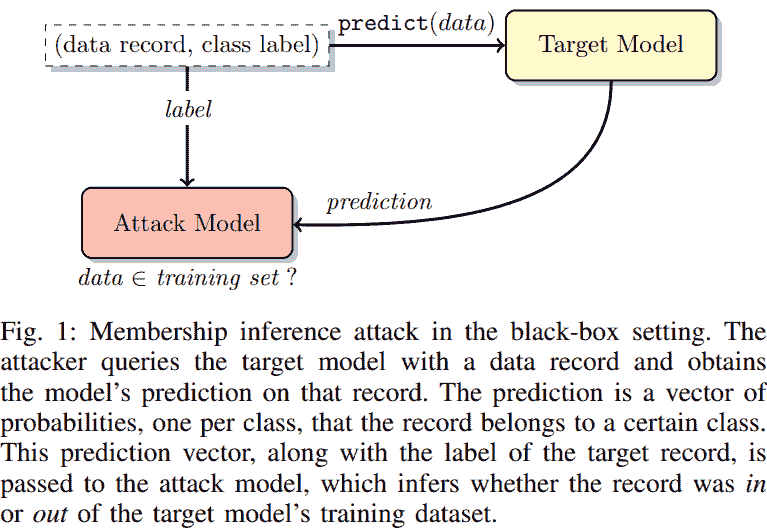 (data record, class label)
predict(data)
Target Model
label
prediction
Attack Model
data ∈ training set ?
Fig. 1: Membership inference attack in the black-box setting. The
attacker queries the target model with a data record and obtains
the model's prediction on that record. The prediction is a vector of
probabilities, one per class, that the record belongs to a certain class.
This prediction vector, along with the label of the target record, is
passed to the attack model, which infers whether the record was in
or out of the target model's training dataset.